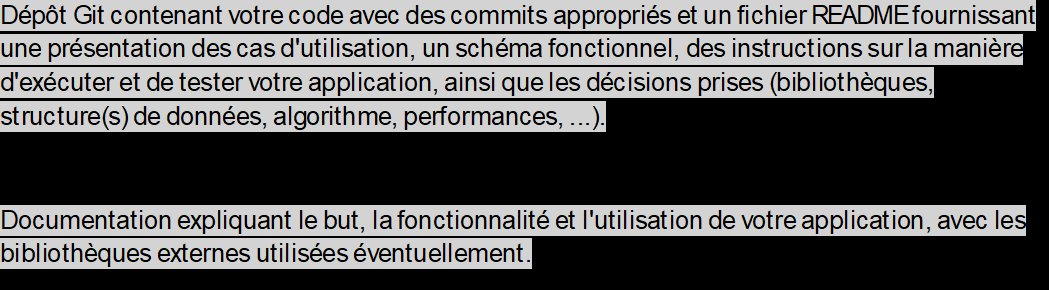 Dépôt Git contenant votre code avec des commits appropriés et un fichier README fournissant
une présentation des cas d'utilisation, un schéma fonctionnel, des instructions sur la manière
d'exécuter et de tester votre application, ainsi que les décisions prises (bibliothèques,
structure(s) de données, algorithme, performances, ...).
Documentation expliquant le but, la fonctionnalité et l'utilisation de votre application, avec les
bibliothèques externes utilisées éventuellement.